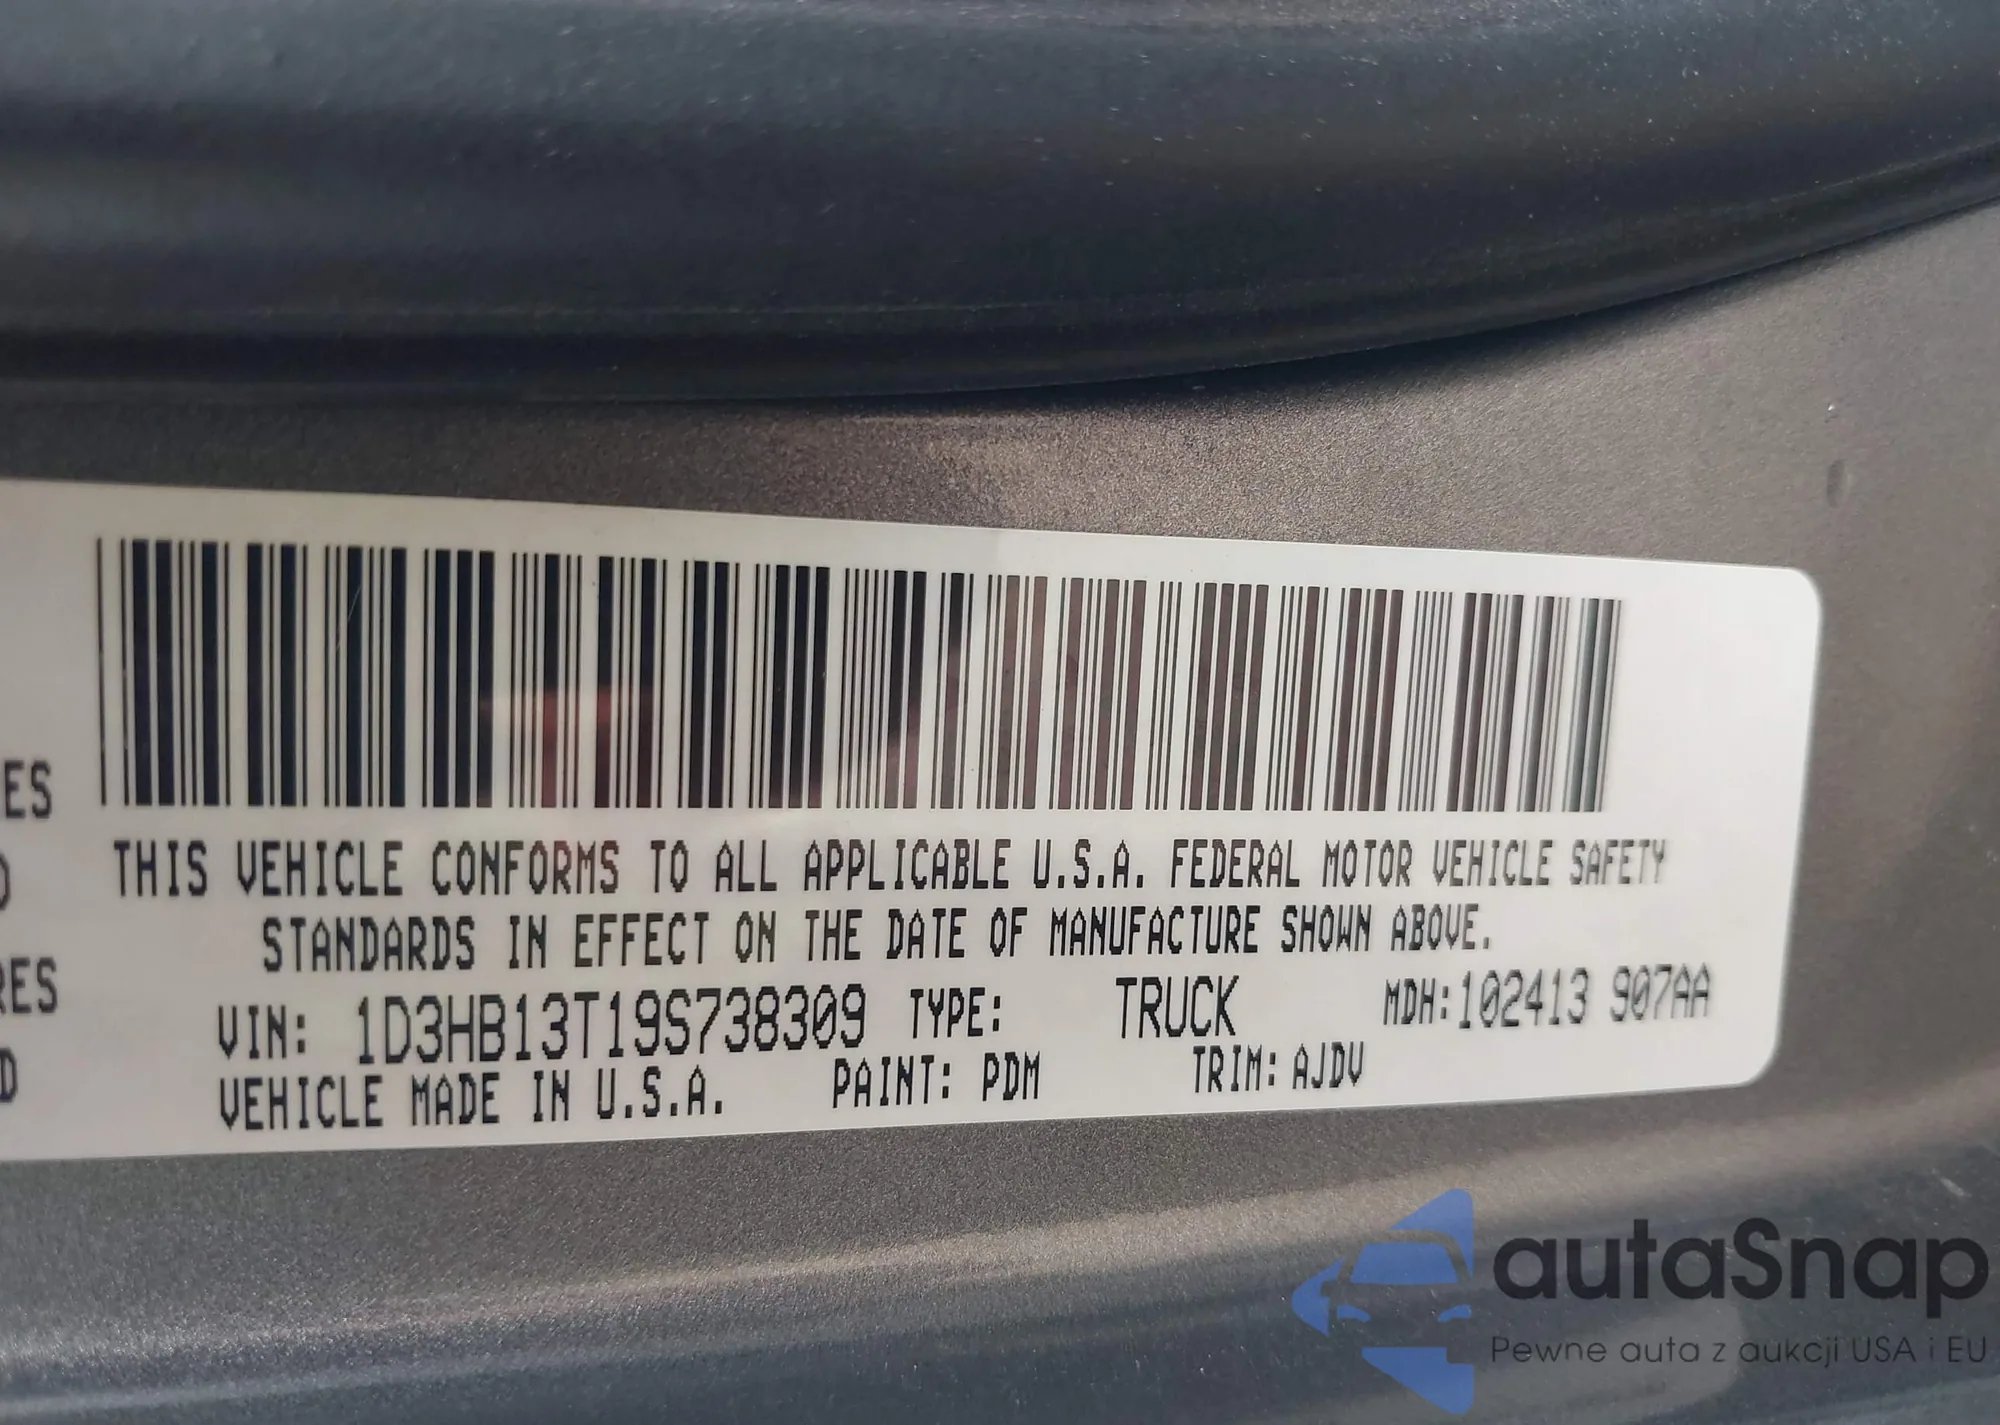 ES
RES
D
THIS VEHICLE CONFORMS TO ALL APPLICABLE U.S.A. FEDERAL MOTOR VEHICLE SAFETY
STANDARDS IN EFFECT ON THE DATE OF MANUFACTURE SHOWN ABOVE.
VIN: 1D3HB13T19S738309 TYPE: TRUCK MDH:102413 907AA
VEHICLE MADE IN U.S.A. PAINT: PDM TRIM: AJDV
autaSnap
Pewne auta z aukcji USA i EU